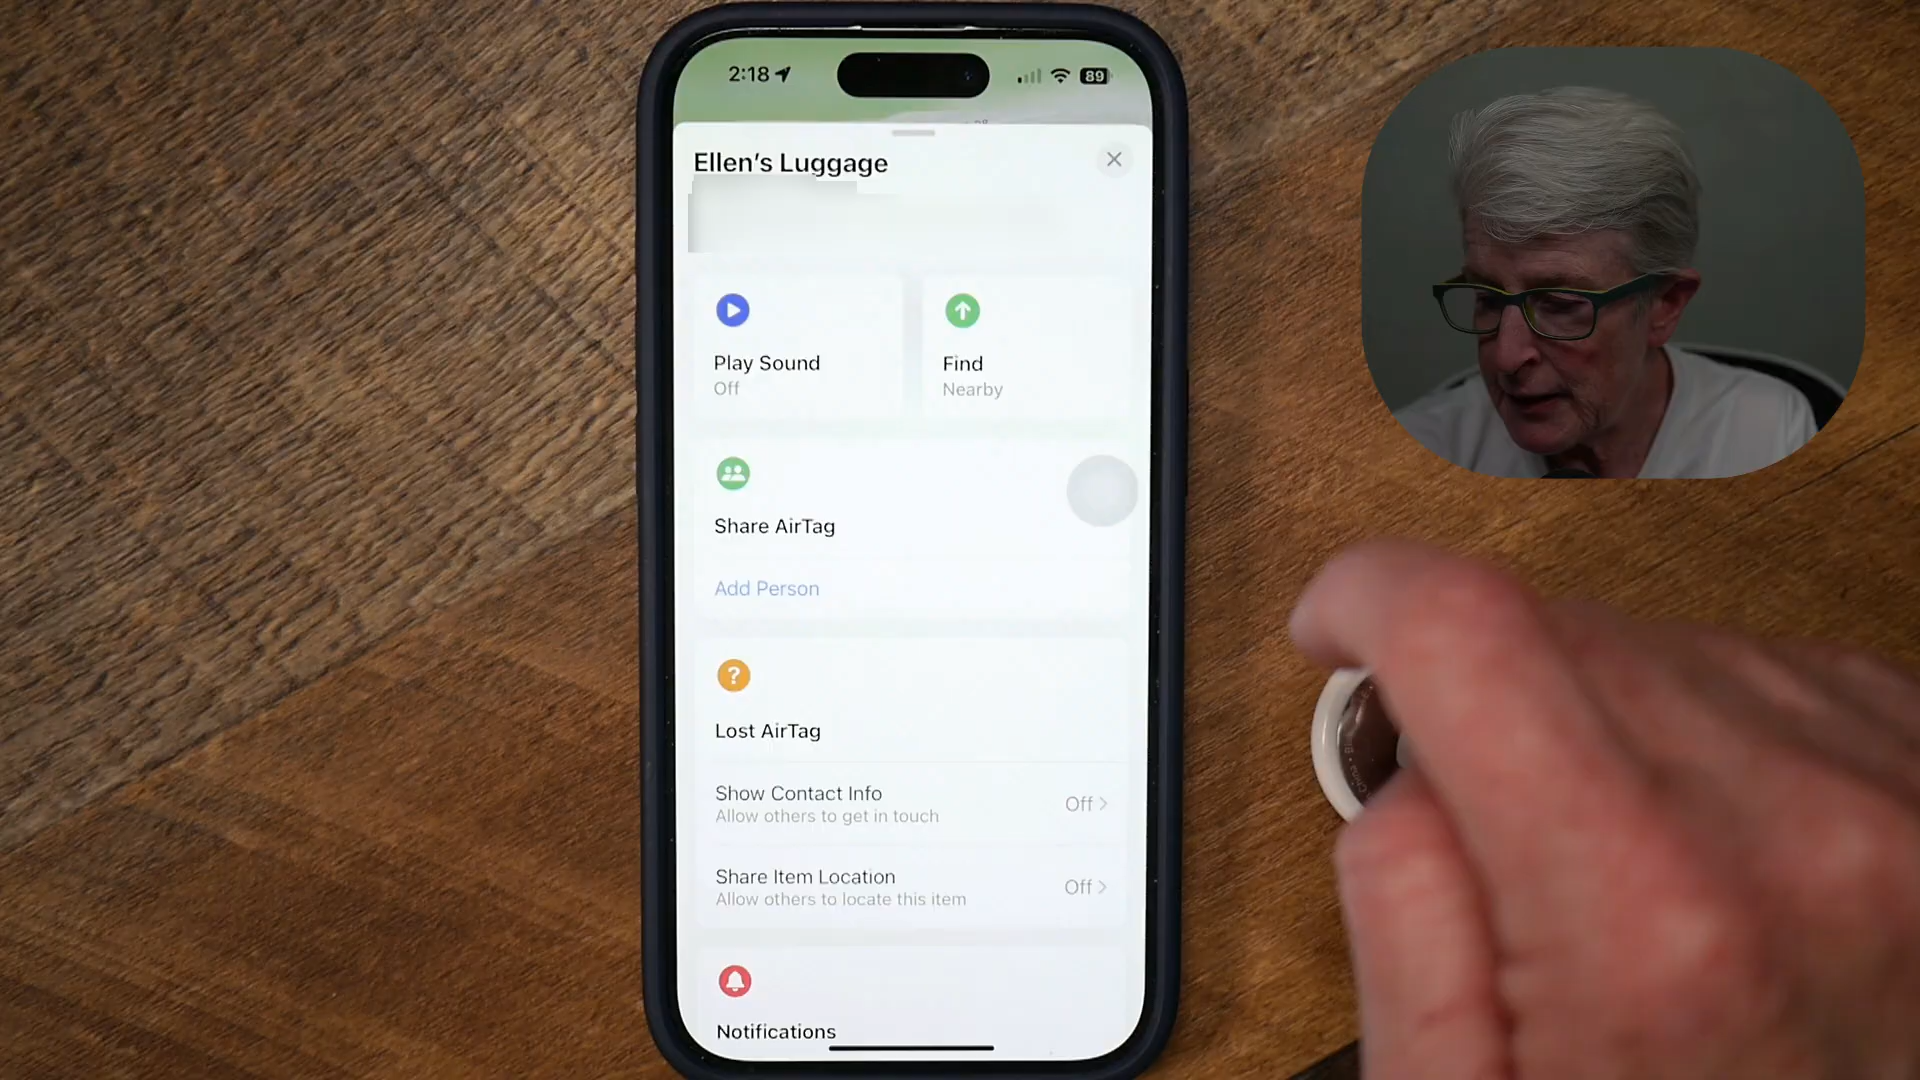 2:18
89
Ellen's Luggage
Play Sound
Off
Find
Nearby
Share AirTag
Add Person
?
Lost AirTag
Show Contact Info
Allow others to get in touch
Off
Share Item Location
Allow others to locate this item
Off
Notifications
China